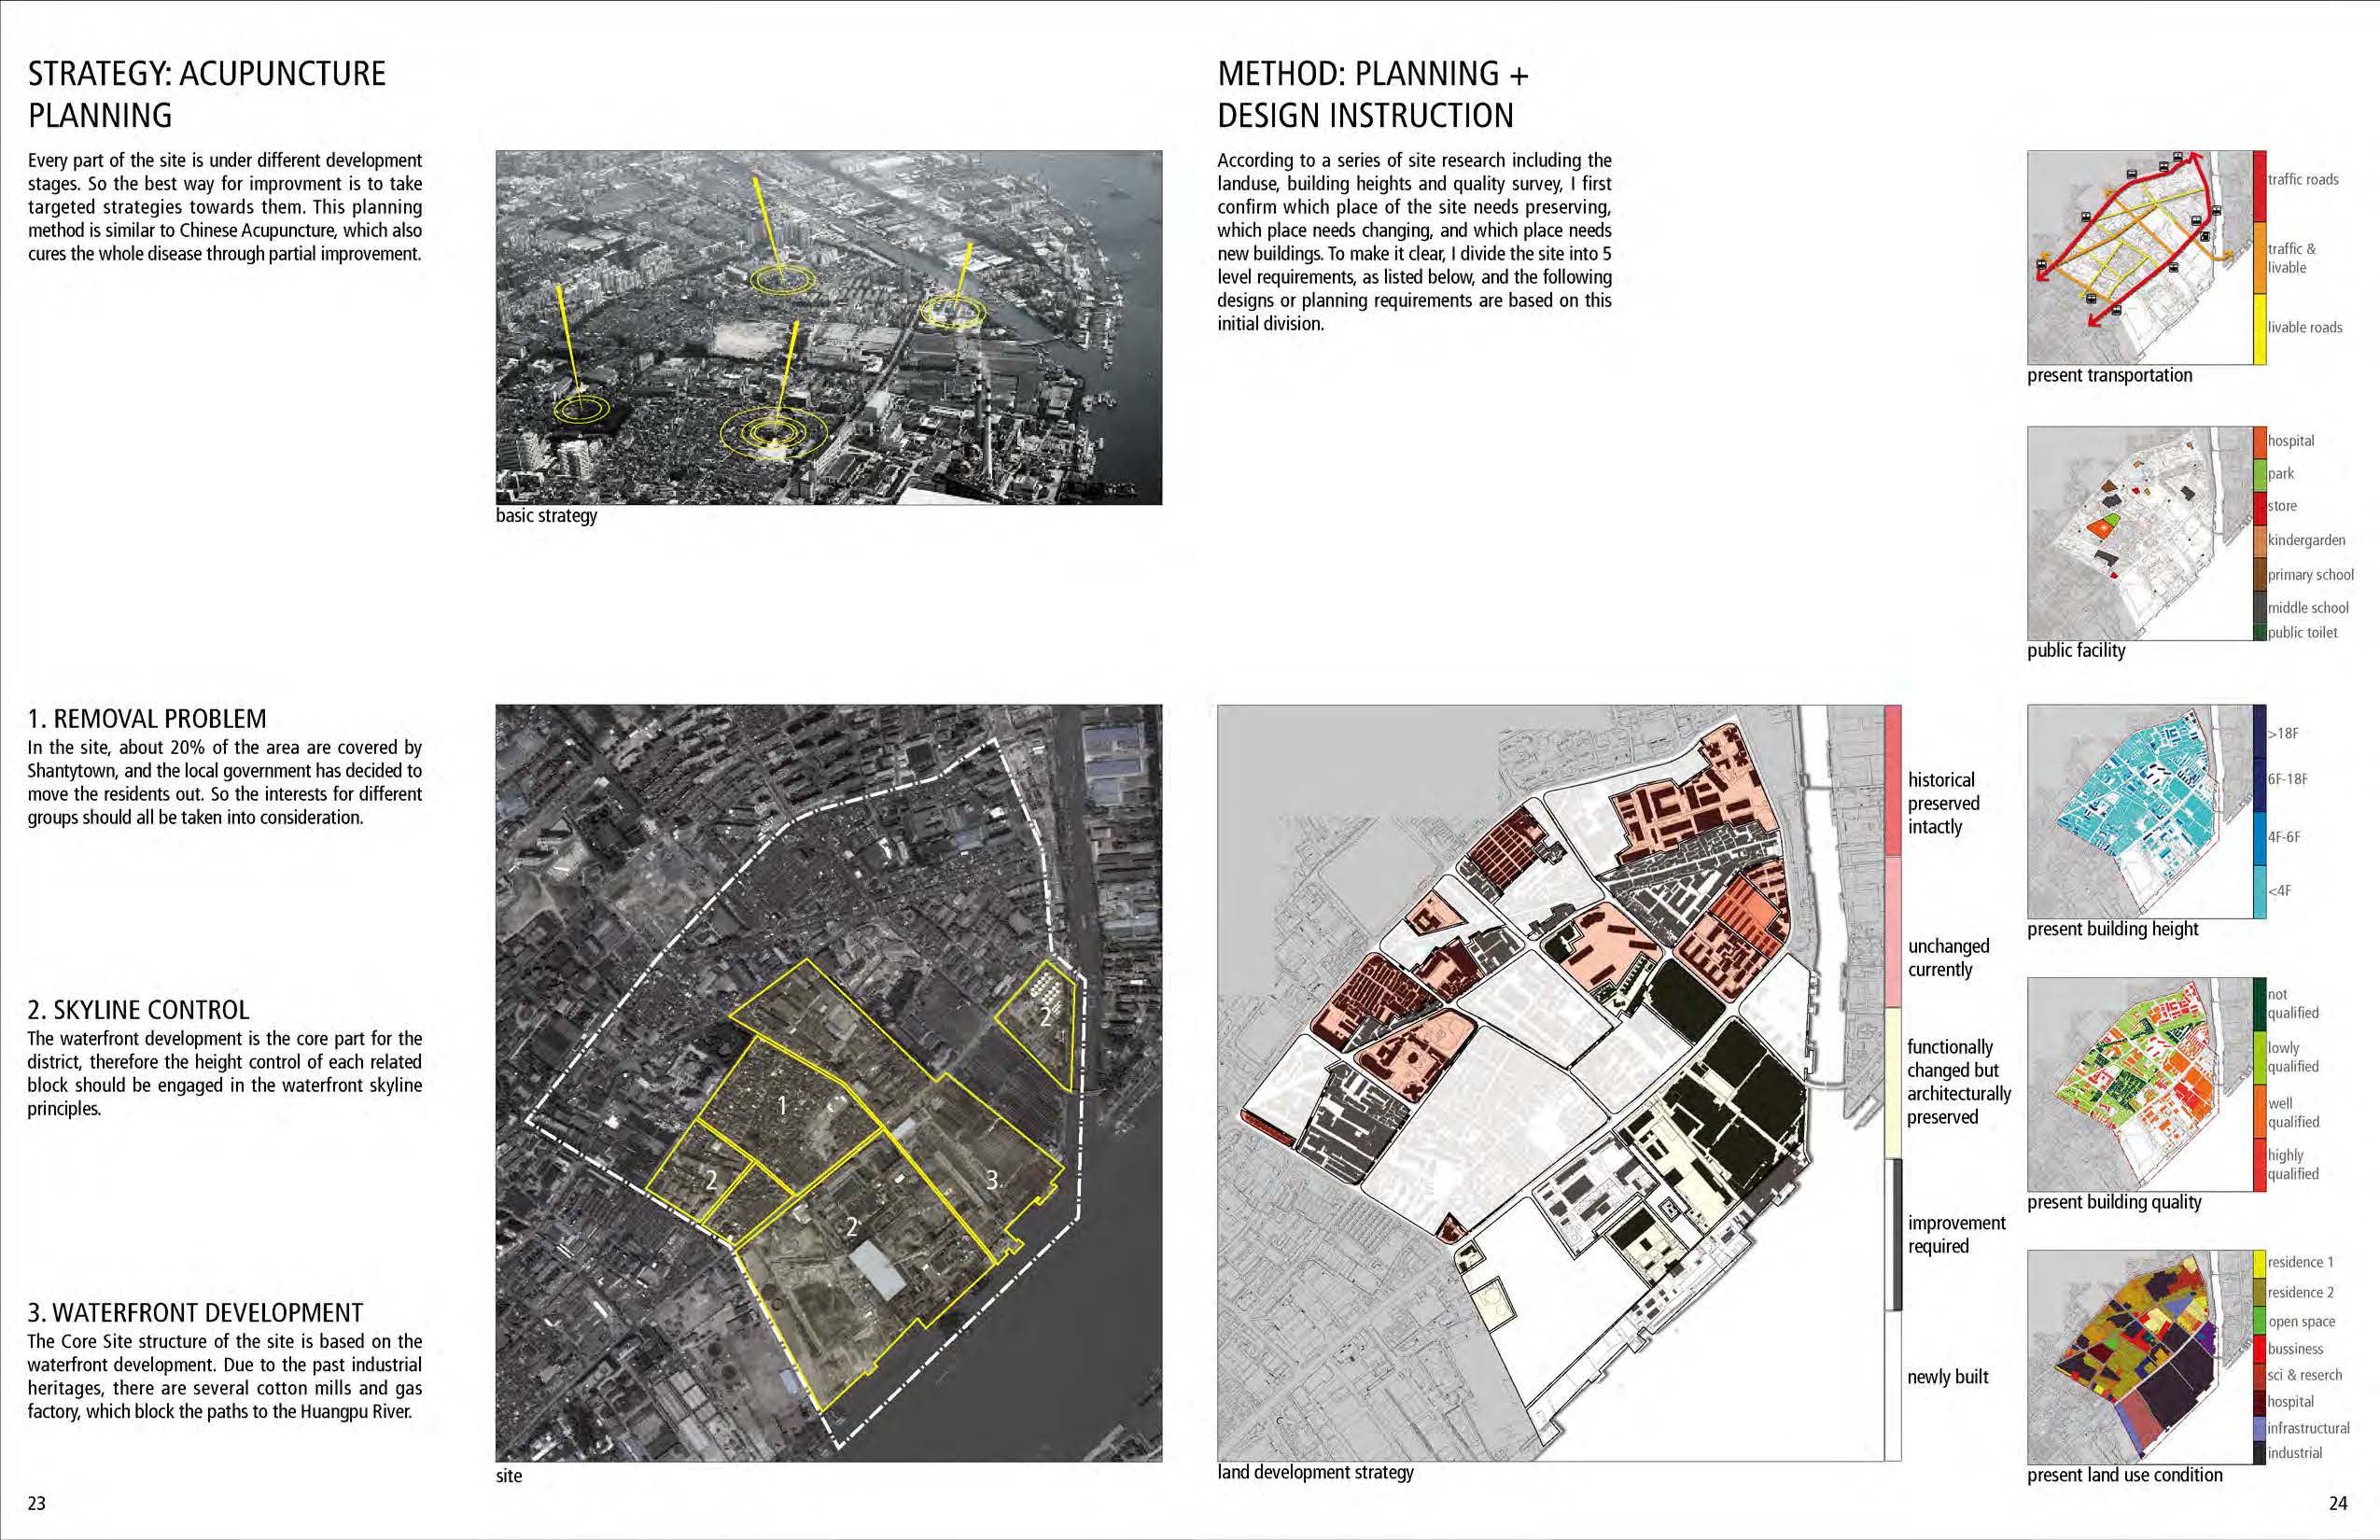 STRATEGY: ACUPUNCTURE
PLANNING
Every part of the site is under different development
stages. So the best way for improvment is to take
targeted strategies towards them. This planning
method is similar to Chinese Acupuncture, which also
cures the whole disease through partial improvement.
basic strategy
1. REMOVAL PROBLEM
In the site, about 20% of the area are covered by
Shantytown, and the local government has decided to
move the residents out. So the interests for different
groups should all be taken into consideration.
2. SKYLINE CONTROL
The waterfront development is the core part for the
district, therefore the height control of each related
block should be engaged in the waterfront skyline
principles.
3. WATERFRONT DEVELOPMENT
The Core Site structure of the site is based on the
waterfront development. Due to the past industrial
heritages, there are several cotton mills and gas
factory, which block the paths to the Huangpu River.
2
1
2
3
2
site
23
METHOD: PLANNING +
DESIGN INSTRUCTION
According to a series of site research including the
landuse, building heights and quality survey, I first
confirm which place of the site needs preserving,
which place needs changing, and which place needs
new buildings. To make it clear, I divide the site into 5
level requirements, as listed below, and the following
designs or planning requirements are based on this
initial division.
historical
preserved
intactly
unchanged
currently
functionally
changed but
architecturally
preserved
improvement
required
newly built
land development strategy
traffic roads
traffic &
livable
livable roads
present transportation
hospital
park
store
kindergarden
primary school
middle school
public toilet
public facility
>18F
6F-18F
4F-6F
<4F
present building height
not
qualified
lowly
qualified
well
qualified
highly
qualified
present building quality
residence 1
residence 2
open space
bussiness
sci & reserch
hospital
infrastructural
industrial
present land use condition
24